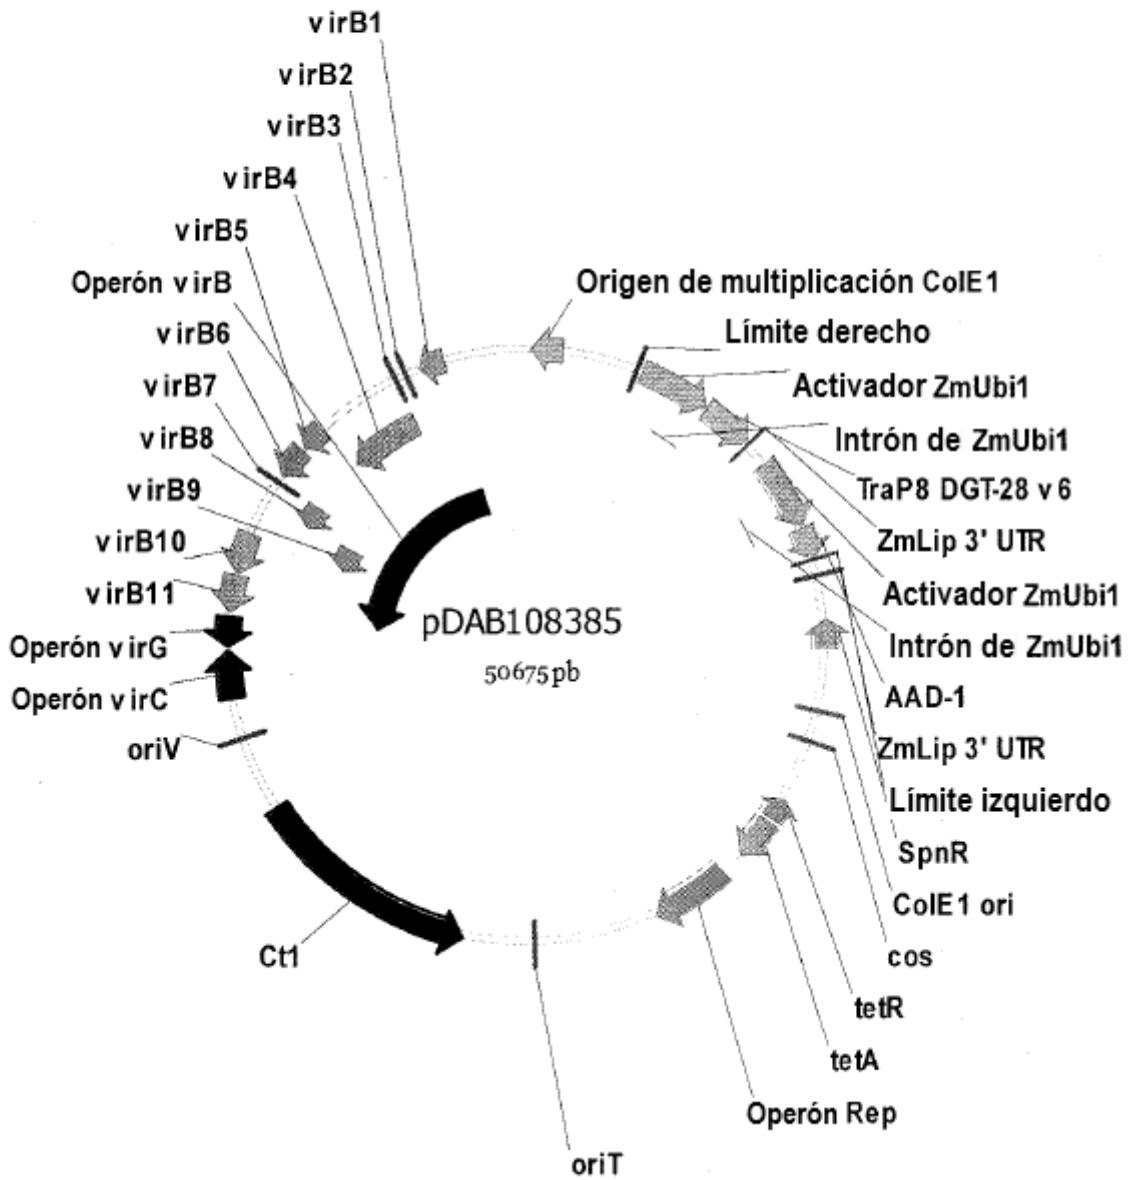 virB1
virB2
virB3
virB4
virB5
Operón virB
virB6
virB7
virB8
virB9
virB10
virB11
Operón virG
Operón virC
oriV
Ct1
oriT
Origen de multiplicación ColE1
Límite derecho
Activador ZmUbi1
Intrón de ZmUbi1
TraP8 DGT-28 v6
ZmLip 3' UTR
Activador ZmUbi1
Intrón de ZmUbi1
AAD-1
ZmLip 3' UTR
Límite izquierdo
SpnR
ColE1 ori
cos
tetR
tetA
Operón Rep
pDAB108385
50675pb